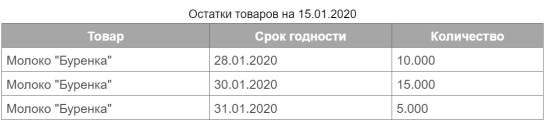 Остатки товаров на 15.01.2020
Товар Срок годности Количество
Молоко "Буренка" 28.01.2020 10.000
Молоко "Буренка" 30.01.2020 15.000
Молоко "Буренка" 31.01.2020 5.000